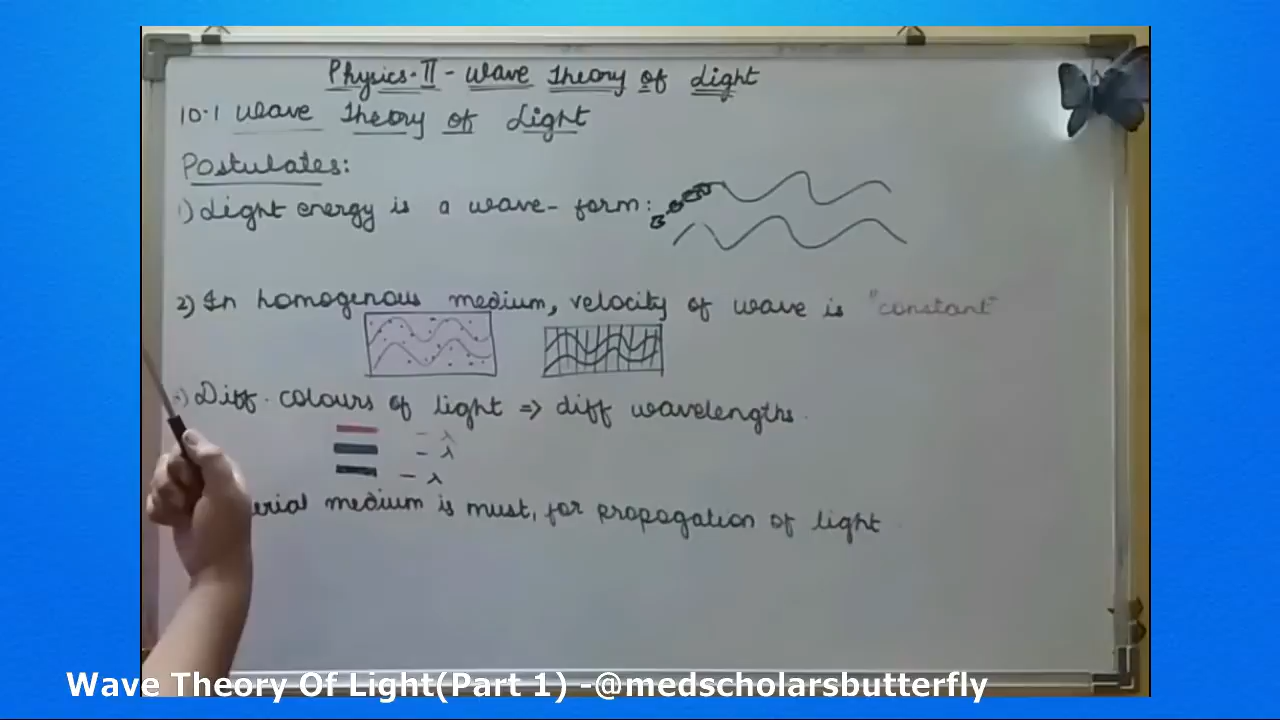 Physics-II - Wave Theory of Light
10.1 Wave Theory of Light
Postulates:
1) Light energy is a wave-form:
2) In homogenous medium, velocity of wave is "constant"
) Diff. colours of light => diff wavelengths.
- λ
- λ
- λ
erial medium is must, for propogation of light
Wave Theory Of Light(Part 1) -@medscholarsbutterfly